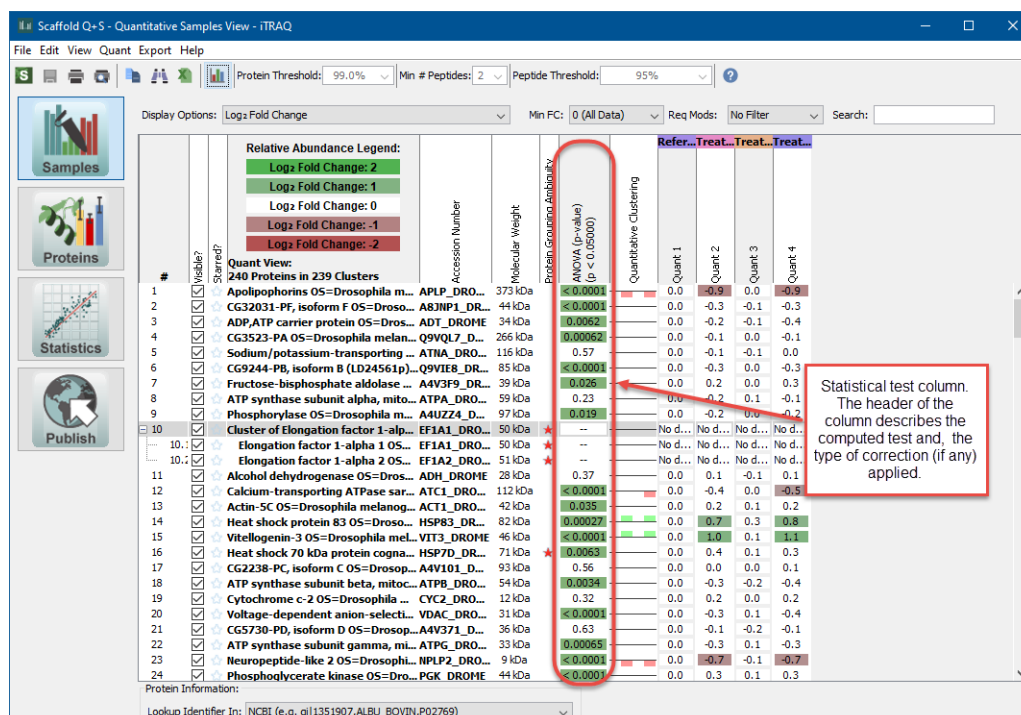 Scaffold Q+S - Quantitative Samples View - iTRAQ
File Edit View Quant Export Help
Protein Threshold: 99.0% Min # Peptides: 2 Peptide Threshold: 95%
Display Options: Log₂ Fold Change Min FC: 0 (All Data) Req Mods: No Filter Search:
Samples
Proteins
Statistics
Publish
Relative Abundance Legend:
Log₂ Fold Change: 2
Log₂ Fold Change: 1
Log₂ Fold Change: 0
Log₂ Fold Change: -1
Log₂ Fold Change: -2
Quant View:
240 Proteins in 239 Clusters
#
Visible?
Starred?
Accession Number
Molecular Weight
Protein Grouping Ambiguity
ANOVA (p-value)
(p < 0.05000)
Quantitative Clustering
Refer... Treat... Treat... Treat...
Quant 1
Quant 2
Quant 3
Quant 4
1 Apolipophorins OS=Drosophila m... APLP_DRO... 373 kDa < 0.0001 0.0 -0.9 0.0 -0.9
2 CG32031-PF, isoform F OS=Droso... A8JNP1_DR... 44 kDa < 0.0001 0.0 -0.3 -0.1 -0.3
3 ADP,ATP carrier protein OS=Dros... ADT_DROME 34 kDa 0.0062 0.0 -0.2 -0.1 -0.4
4 CG3523-PA OS=Drosophila melan... Q9VQL7_D... 266 kDa 0.00062 0.0 -0.1 0.0 -0.1
5 Sodium/potassium-transporting ... ATNA_DRO... 116 kDa 0.57 0.0 -0.1 -0.1 0.0
6 CG9244-PB, isoform B (LD24561p)... Q9VIE8_DR... 85 kDa < 0.0001 0.0 -0.3 0.0 -0.3
7 Fructose-bisphosphate aldolase ... A4V3F9_DR... 39 kDa 0.026 0.0 0.2 0.0 0.3
8 ATP synthase subunit alpha, mito... ATPA_DRO... 59 kDa 0.23 0.0 -0.2 0.1 -0.1
9 Phosphorylase OS=Drosophila m... A4UZZ4_D... 97 kDa 0.019 0.0 -0.2 0.0 -0.2
10 Cluster of Elongation factor 1-alp... EF1A1_DRO... 50 kDa -- No d... No d... No d... No d...
10.1 Elongation factor 1-alpha 1 OS... EF1A1_DRO... 50 kDa -- No d... No d... No d... No d...
10.2 Elongation factor 1-alpha 2 OS... EF1A2_DRO... 51 kDa -- No d... No d... No d... No d...
11 Alcohol dehydrogenase OS=Dros... ADH_DROME 28 kDa 0.37 0.0 0.1 -0.1 0.1
12 Calcium-transporting ATPase sar... ATC1_DRO... 112 kDa < 0.0001 0.0 -0.4 0.0 -0.5
13 Actin-5C OS=Drosophila melanog... ACT1_DRO... 42 kDa 0.035 0.0 0.2 0.1 0.2
14 Heat shock protein 83 OS=Droso... HSP83_DR... 82 kDa 0.00027 0.0 0.7 0.3 0.8
15 Vitellogenin-3 OS=Drosophila mel... VIT3_DROME 46 kDa < 0.0001 0.0 1.0 0.1 1.1
16 Heat shock 70 kDa protein cogna... HSP7D_DR... 71 kDa 0.0063 0.0 0.4 0.1 0.3
17 CG2238-PC, isoform C OS=Drosop... A4V101_D... 93 kDa 0.56 0.0 0.0 0.0 0.1
18 ATP synthase subunit beta, mitoc... ATPB_DRO... 54 kDa 0.0034 0.0 -0.3 -0.2 -0.4
19 Cytochrome c-2 OS=Drosophila ... CYC2_DRO... 12 kDa 0.32 0.0 0.2 0.0 0.2
20 Voltage-dependent anion-selecti... VDAC_DRO... 31 kDa < 0.0001 0.0 -0.3 0.1 -0.4
21 CG5730-PD, isoform D OS=Drosop... A4V371_D... 36 kDa 0.63 0.0 -0.1 -0.2 -0.1
22 ATP synthase subunit gamma, mi... ATPG_DRO... 33 kDa 0.00065 0.0 -0.3 0.1 -0.3
23 Neuropeptide-like 2 OS=Drosophi... NPLP2_DRO... 9 kDa < 0.0001 0.0 -0.7 -0.1 -0.7
24 Phosphoglycerate kinase OS=Dro... PGK_DROME 44 kDa < 0.0001 0.0 0.3 0.1 0.3
Statistical test column.
The header of the
column describes the
computed test and, the
type of correction (if any)
applied.
Protein Information:
Lookup Identifier In: NCBI (e.g. gi|1351907,ALBU_BOVIN,P02769)